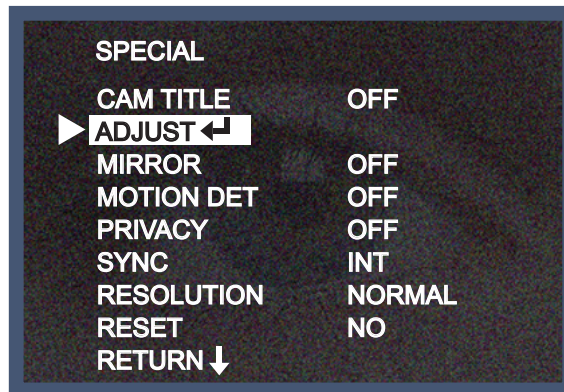 SPECIAL
CAM TITLE OFF
ADJUST ↵
MIRROR OFF
MOTION DET OFF
PRIVACY OFF
SYNC INT
RESOLUTION NORMAL
RESET NO
RETURN ↓